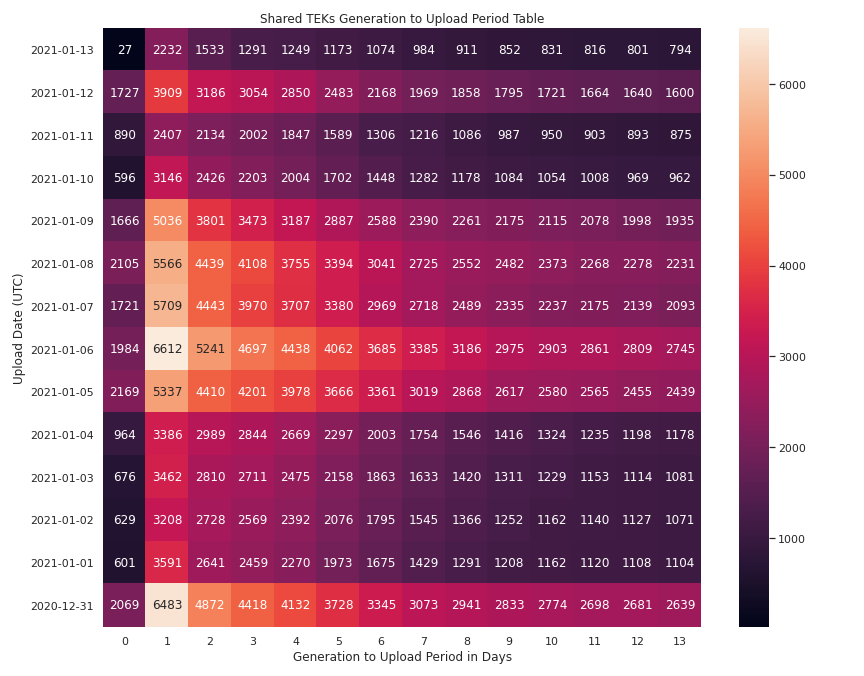 Shared TEKs Generation to Upload Period Table
Upload Date (UTC)
2021-01-13 27 2232 1533 1291 1249 1173 1074 984 911 852 831 816 801 794
2021-01-12 1727 3909 3186 3054 2850 2483 2168 1969 1858 1795 1721 1664 1640 1600
2021-01-11 890 2407 2134 2002 1847 1589 1306 1216 1086 987 950 903 893 875
2021-01-10 596 3146 2426 2203 2004 1702 1448 1282 1178 1084 1054 1008 969 962
2021-01-09 1666 5036 3801 3473 3187 2887 2588 2390 2261 2175 2115 2078 1998 1935
2021-01-08 2105 5566 4439 4108 3755 3394 3041 2725 2552 2482 2373 2268 2278 2231
2021-01-07 1721 5709 4443 3970 3707 3380 2969 2718 2489 2335 2237 2175 2139 2093
2021-01-06 1984 6612 5241 4697 4438 4062 3685 3385 3186 2975 2903 2861 2809 2745
2021-01-05 2169 5337 4410 4201 3978 3666 3361 3019 2868 2617 2580 2565 2455 2439
2021-01-04 964 3386 2989 2844 2669 2297 2003 1754 1546 1416 1324 1235 1198 1178
2021-01-03 676 3462 2810 2711 2475 2158 1863 1633 1420 1311 1229 1153 1114 1081
2021-01-02 629 3208 2728 2569 2392 2076 1795 1545 1366 1252 1162 1140 1127 1071
2021-01-01 601 3591 2641 2459 2270 1973 1675 1429 1291 1208 1162 1120 1108 1104
2020-12-31 2069 6483 4872 4418 4132 3728 3345 3073 2941 2833 2774 2698 2681 2639
0 1 2 3 4 5 6 7 8 9 10 11 12 13
Generation to Upload Period in Days
6000
5000
4000
3000
2000
1000